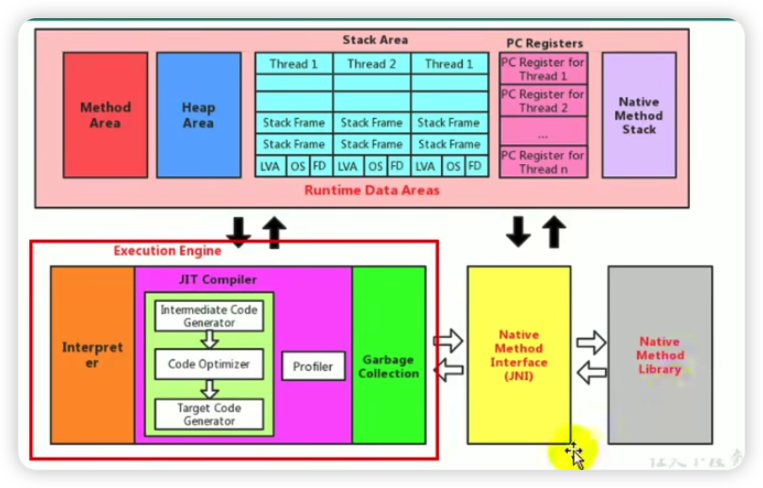 Stack Area
PC Registers
Method
Area
Heap
Area
Thread 1
Thread 2
Thread 1
Stack Frame
Stack Frame
Stack Frame
Stack Frame
Stack Frame
Stack Frame
LVA
OS
FD
LVA
OS
FD
LVA
OS
FD
PC Register for
Thread 1
PC Register for
Thread 2
...
PC Register for
Thread n
Native
Method
Stack
Runtime Data Areas
Execution Engine
Interpret
er
JIT Compiler
Intermediate Code
Generator
Code Optimizer
Target Code
Generator
Profiler
Garbage
Collection
Native
Method
Interface
(JNI)
Native
Method
Library